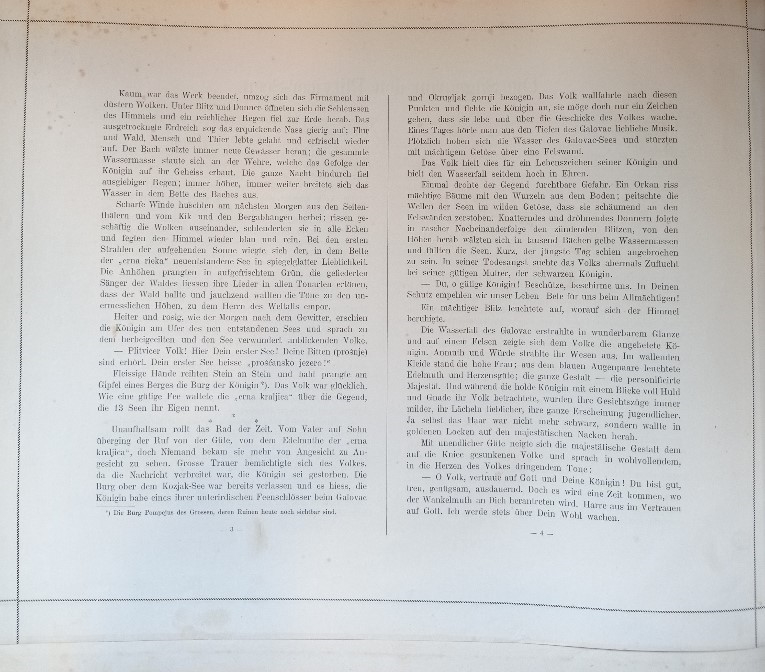 Kaum war das Werk beendet, umzog sich das Firmament mit
düstern Wolken. Unter Blitz und Donner öffneten sich die Schleussen
des Himmels und ein reichlicher Regen fiel zur Erde herab. Das
ausgetrocknete Erdreich sog das erquickende Nass gierig auf; Flur
und Wald, Mensch und Thier lebte gelabt und erfrischt wieder
auf. Der Bach wälzte immer neue Gewässer heran; die gesammte
Wassermasse staute sich an der Wehre, welche das Gefolge der
Königin auf ihr Geheiss erbaut. Die ganze Nacht hindurch fiel
ausgiebiger Regen; immer höher, immer weiter breitete sich das
Wasser in dem Bette des Baches aus.
Scharfe Winde huschten am nächsten Morgen aus den Seiten-
thälern und vom Kik und den Bergabhängen herbei; rissen ge-
schäftig die Wolken auseinander, schleuderten sie in alle Ecken
und fegten den Himmel wieder blau und rein. Bei den ersten
Strahlen der aufgehenden Sonne wiegte sich der, in dem Bette
der „crna rieka" neuentstandene See in spiegelglatter Lieblichkeit.
Die Anhöhen prangten in aufgefrischtem Grün, die gefiederten
Sänger der Waldes liessen ihre Lieder in allen Tonarten ertönen,
dass der Wald hallte und jauchzend wallten die Töne zu den un-
ermesslichen Höhen, zu dem Herrn des Weltalls empor.
Heiter und rosig, wie der Morgen nach dem Gewitter, erschien
die Königin am Ufer des neu entstandenen Sees und sprach zu
dem herbeigeeilten und den See verwundert anblickenden Volke.
— Plitvicer Volk! Hier Dein erster See! Deine Bitten (prošnje)
sind erhört. Dein erster See heisse „prošćansko jezero!"
Fleissige Hände reihten Stein an Stein und bald prangte am
Gipfel eines Berges die Burg der Königin*). Das Volk war glücklich.
Wie eine gütige Fee wallete die „crna kraljica" über die Gegend,
die 13 Seen ihr Eigen nennt.
*
* *
Unaufhaltsam rollt das Rad der Zeit. Vom Vater auf Sohn
überging der Ruf von der Güte, von dem Edelmuthe der „crna
kraljica", doch Niemand bekam sie mehr von Angesicht zu An-
gesicht zu sehen. Grosse Trauer bemächtigte sich des Volkes,
da die Nachricht verbreitet war, die Königin sei gestorben. Die
Burg ober dem Kozjak-See war bereits verlassen und es hiess, die
Königin habe eines ihrer unterirdischen Feenschlösser beim Galovac
*) Die Burg Pompejus des Grossen, deren Ruinen heute noch sichtbar sind.
3 —
und Okrugljak gornji bezogen. Das Volk wallfahrte nach diesen
Punkten und flehte die Königin an, sie möge doch nur ein Zeichen
geben, dass sie lebe und über die Geschicke des Volkes wache.
Eines Tages hörte man aus den Tiefen des Galovac liebliche Musik.
Plötzlich hoben sich die Wasser des Galovac-Sees und stürzten
mit mächtigem Getöse über eine Felswand.
Das Volk hielt dies für ein Lebenszeichen seiner Königin und
hielt den Wasserfall seitdem hoch in Ehren.
Einmal drohte der Gegend furchtbare Gefahr. Ein Orkan riss
mächtige Bäume mit den Wurzeln aus dem Boden; peitschte die
Wellen der Seen im wilden Getöse, dass sie schäumend an den
Felswänden zerstoben. Knatterndes und dröhnendes Donnern folgte
in rascher Nacheinanderfolge den zündenden Blitzen, von den
Höhen herab wälzten sich in tausend Bächen gelbe Wassermassen
und füllten die Seen. Kurz, der jüngste Tag schien angebrochen
zu sein. In seiner Todesangst suchte das Volk abermals Zuflucht
bei seiner gütigen Mutter, der schwarzen Königin.
— Du, o gütige Königin! Beschütze, beschirme uns. In Deinen
Schutz empfehlen wir unser Leben. Bete für uns beim Allmächtigen!
Ein mächtiger Blitz leuchtete auf, worauf sich der Himmel
beruhigte.
Die Wasserfall des Galovac erstrahlte in wunderbarem Glanze
und auf einem Felsen zeigte sich dem Volke die angebetete Kö-
nigin. Anmuth und Würde strahlte ihr Wesen aus. Im wallenden
Kleide stand die hohe Frau; aus dem blauen Augenpaare leuchtete
Edelmuth und Herzensgüte; die ganze Gestalt — die personificirte
Majestät. Und während die holde Königin mit einem Blicke voll Huld
und Gnade ihr Volk betrachtete, wurden ihre Gesichtszüge immer
milder, ihr Lächeln lieblicher, ihre ganze Erscheinung jugendlicher.
Ja selbst das Haar war nicht mehr schwarz, sondern wallte in
goldenen Locken auf den majestätischen Nacken herab.
Mit unendlicher Güte neigte sich die majestätische Gestalt dem
auf die Kniee gesunkenen Volke und sprach in wohlvollendem,
in die Herzen des Volkes dringendem Tone;
— O Volk, vertraue auf Gott und Deine Königin! Du bist gut,
treu, genügsam, ausdauernd. Doch es wird eine Zeit kommen, wo
der Wankelmuth an Dich herantreten wird. Harre aus im Vertrauen
auf Gott. Ich werde stets über Dein Wohl wachen.
— 4 —